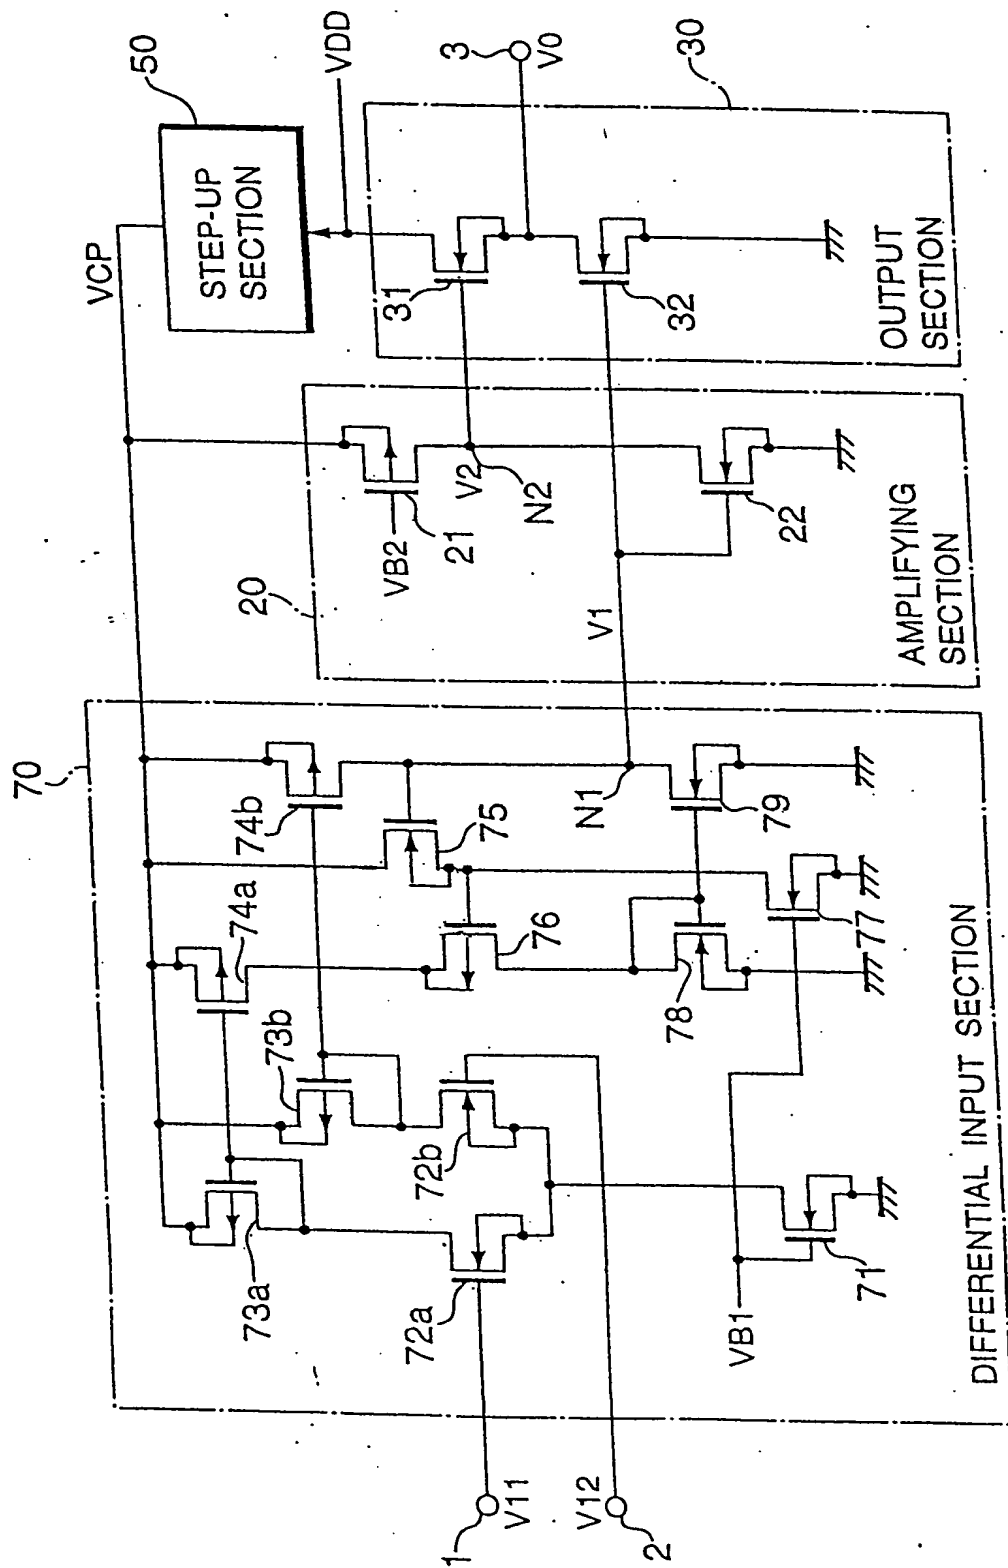 70
VCP
50
STEP-UP
SECTION
VDD
3
V0
30
31
32
OUTPUT
SECTION
20
VB2
21
V2
N2
V1
22
AMPLIFYING
SECTION
73a
73b
74a
74b
75
76
N1
72a
72b
78
79
77
71
VB1
1
V11
V12
2
DIFFERENTIAL INPUT SECTION